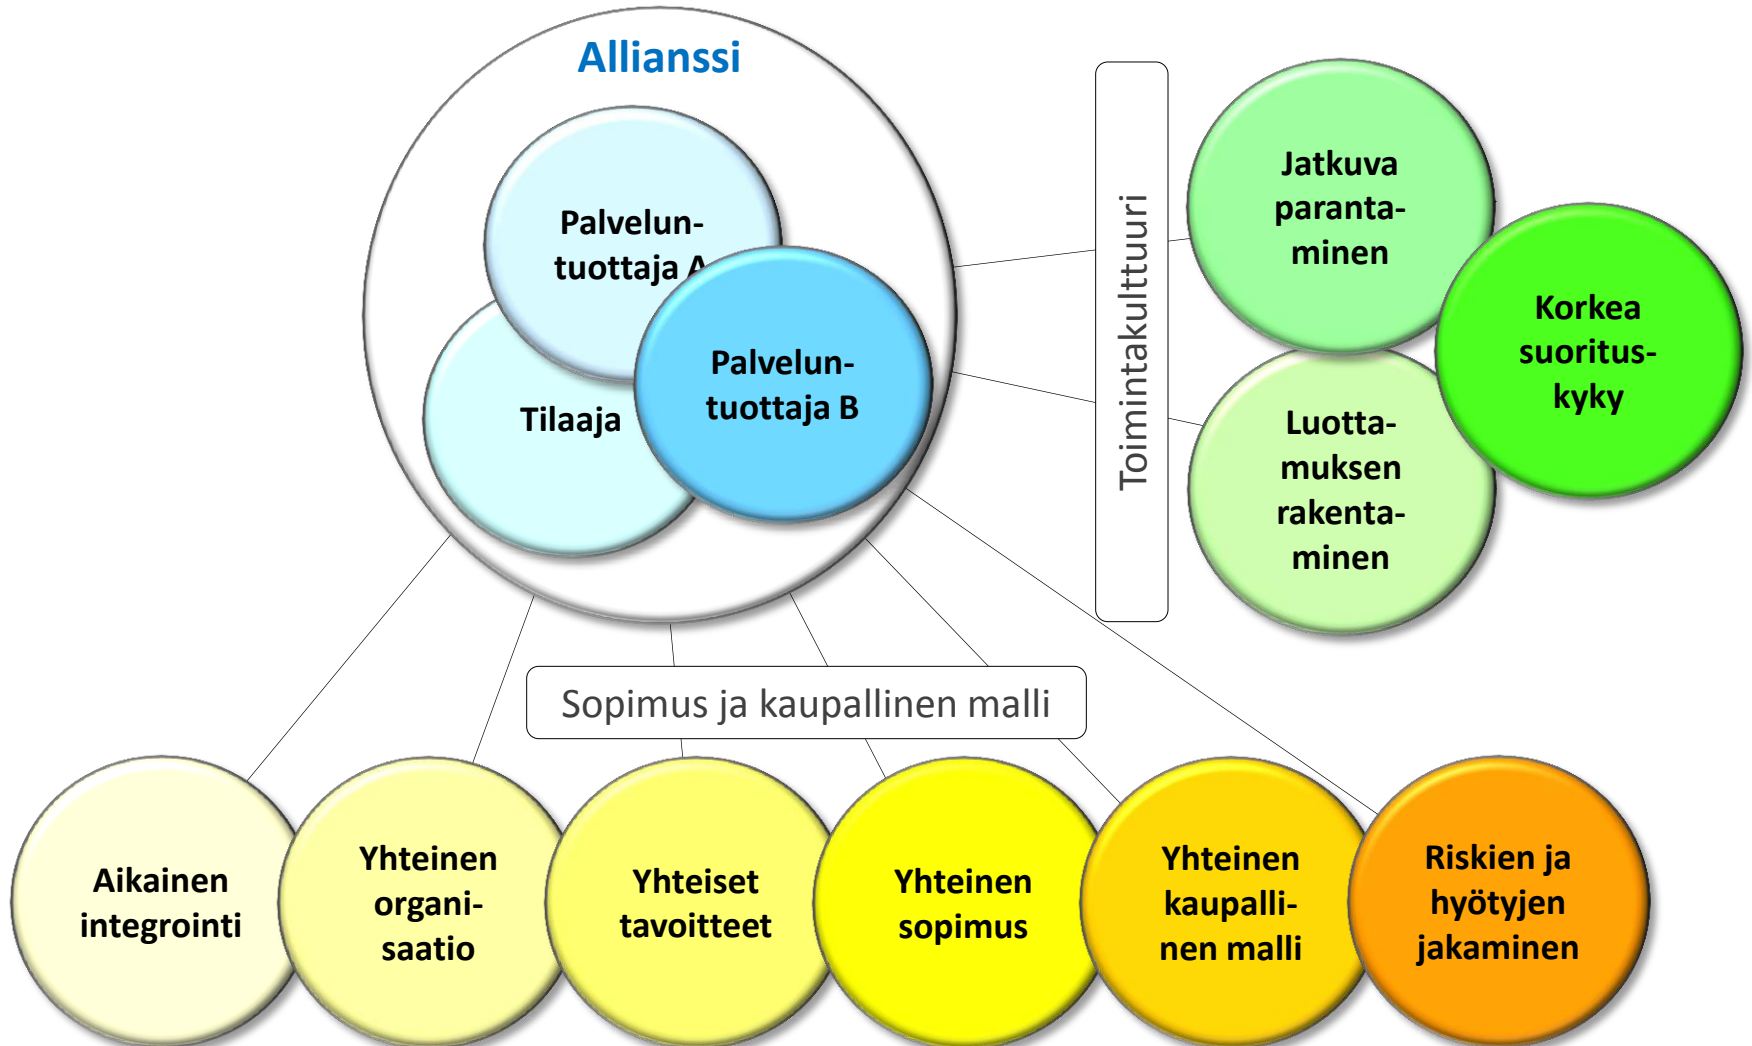 Allianssi
Palvelun-
tuottaja A
Palvelun-
tuottaja B
Tilaaja
Toimintakulttuuri
Jatkuva
paranta-
minen
Korkea
suoritus-
kyky
Luotta-
muksen
rakenta-
minen
Sopimus ja kaupallinen malli
Aikainen
integrointi
Yhteinen
organi-
saatio
Yhteiset
tavoitteet
Yhteinen
sopimus
Yhteinen
kaupalli-
nen malli
Riskien ja
hyötyjen
jakaminen